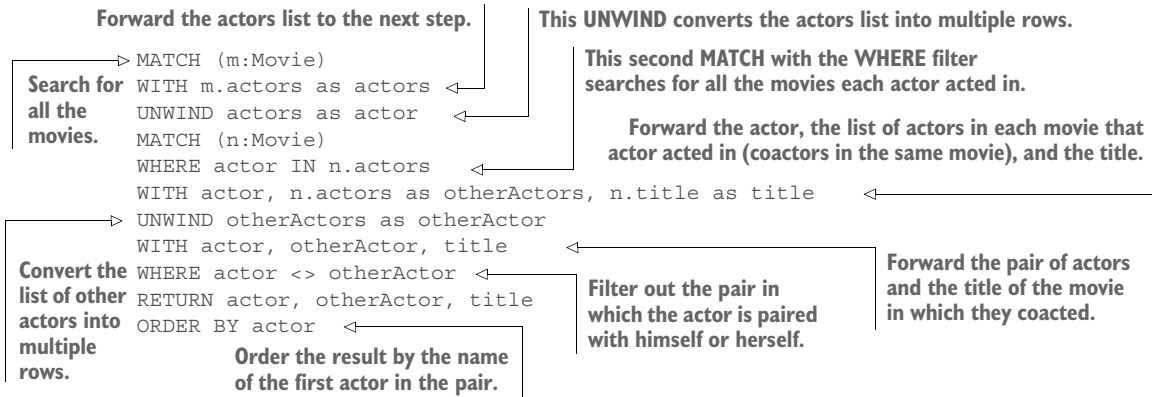 Forward the actors list to the next step.
This UNWIND converts the actors list into multiple rows.
This second MATCH with the WHERE filter
searches for all the movies each actor acted in.
Search for
all the
movies.
MATCH (m:Movie)
WITH m.actors as actors
UNWIND actors as actor
MATCH (n:Movie)
WHERE actor IN n.actors
Forward the actor, the list of actors in each movie that
actor acted in (coactors in the same movie), and the title.
WITH actor, n.actors as otherActors, n.title as title
UNWIND otherActors as otherActor
WITH actor, otherActor, title
WHERE actor <> otherActor
RETURN actor, otherActor, title
ORDER BY actor
Convert the
list of other
actors into
multiple
rows.
Filter out the pair in
which the actor is paired
with himself or herself.
Forward the pair of actors
and the title of the movie
in which they coacted.
Order the result by the name
of the first actor in the pair.